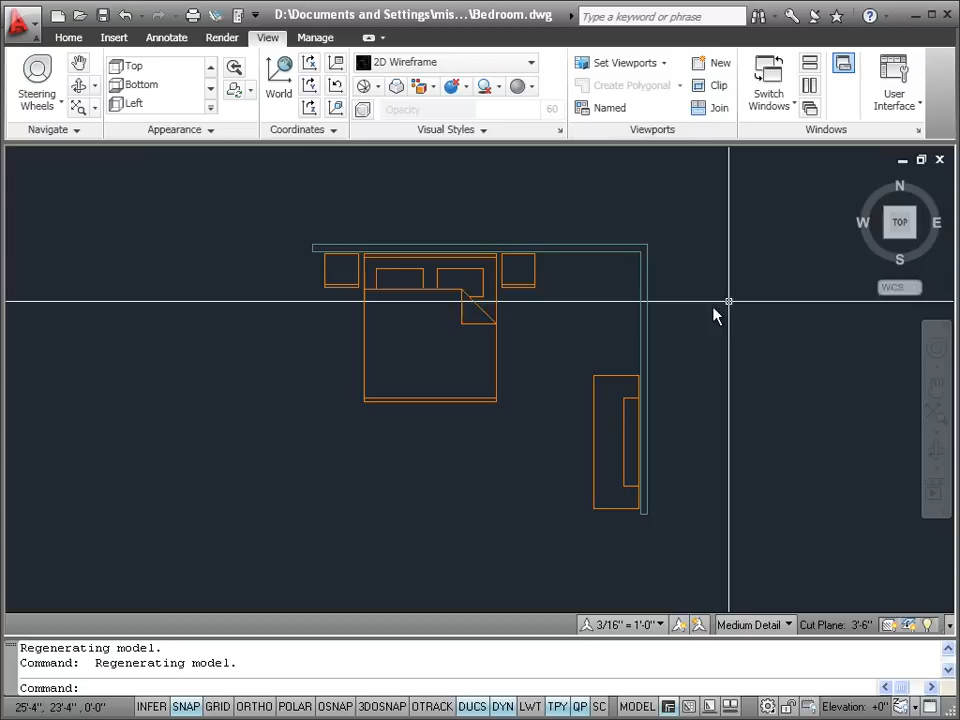 D:\Documents and Settings\mis...\Bedroom.dwg
Type a keyword or phrase
Home Insert Annotate Render View Manage
Steering Wheels
Navigate
Top
Bottom
Left
Appearance
World
Coordinates
2D Wireframe
Opacity 60
Visual Styles
Set Viewports New
Create Polygonal Clip
Named Join
Viewports
Switch Windows
Windows
User Interface
N
W TOP E
S
WCS
3/16" = 1'-0" Medium Detail Cut Plane: 3'-6"
Regenerating model.
Command:  Regenerating model.
Command:
25'-4", 23'-4" , 0'-0" INFER SNAP GRID ORTHO POLAR OSNAP 3DOSNAP OTRACK DUCS DYN LWT TPY QP SC MODEL Elevation: +0"